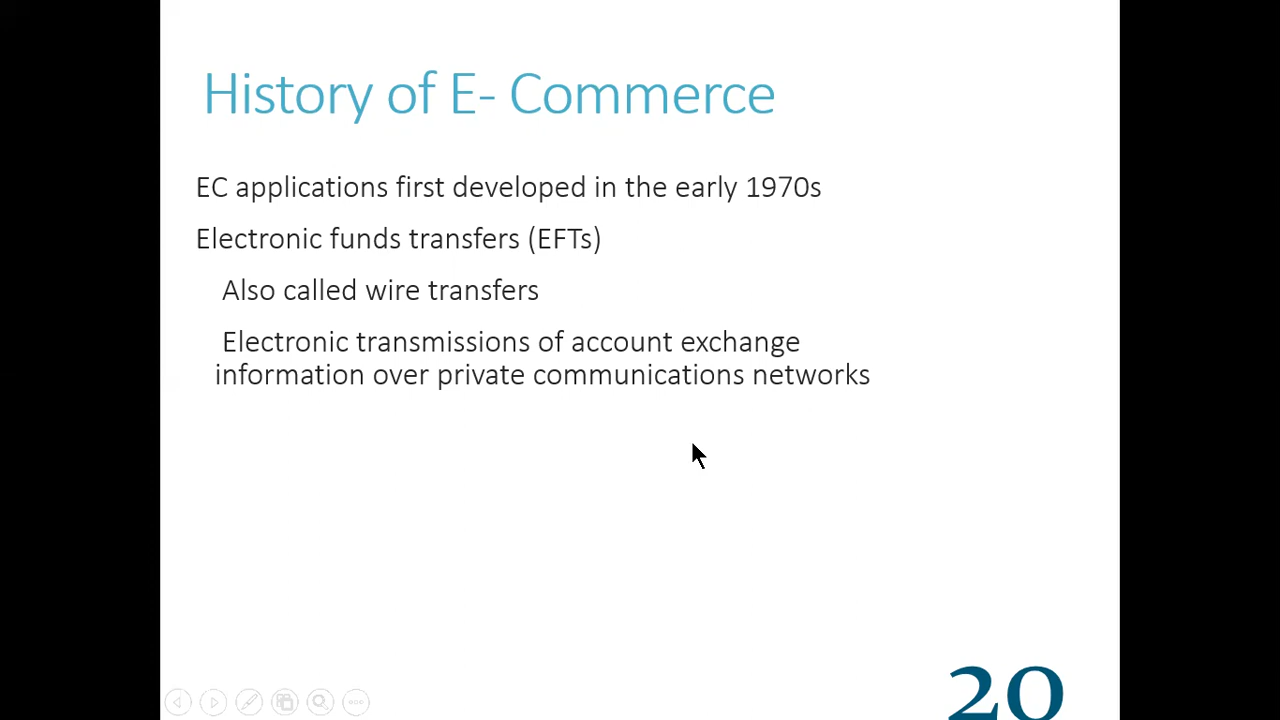 History of E- Commerce
EC applications first developed in the early 1970s
Electronic funds transfers (EFTs)
Also called wire transfers
Electronic transmissions of account exchange
information over private communications networks
20